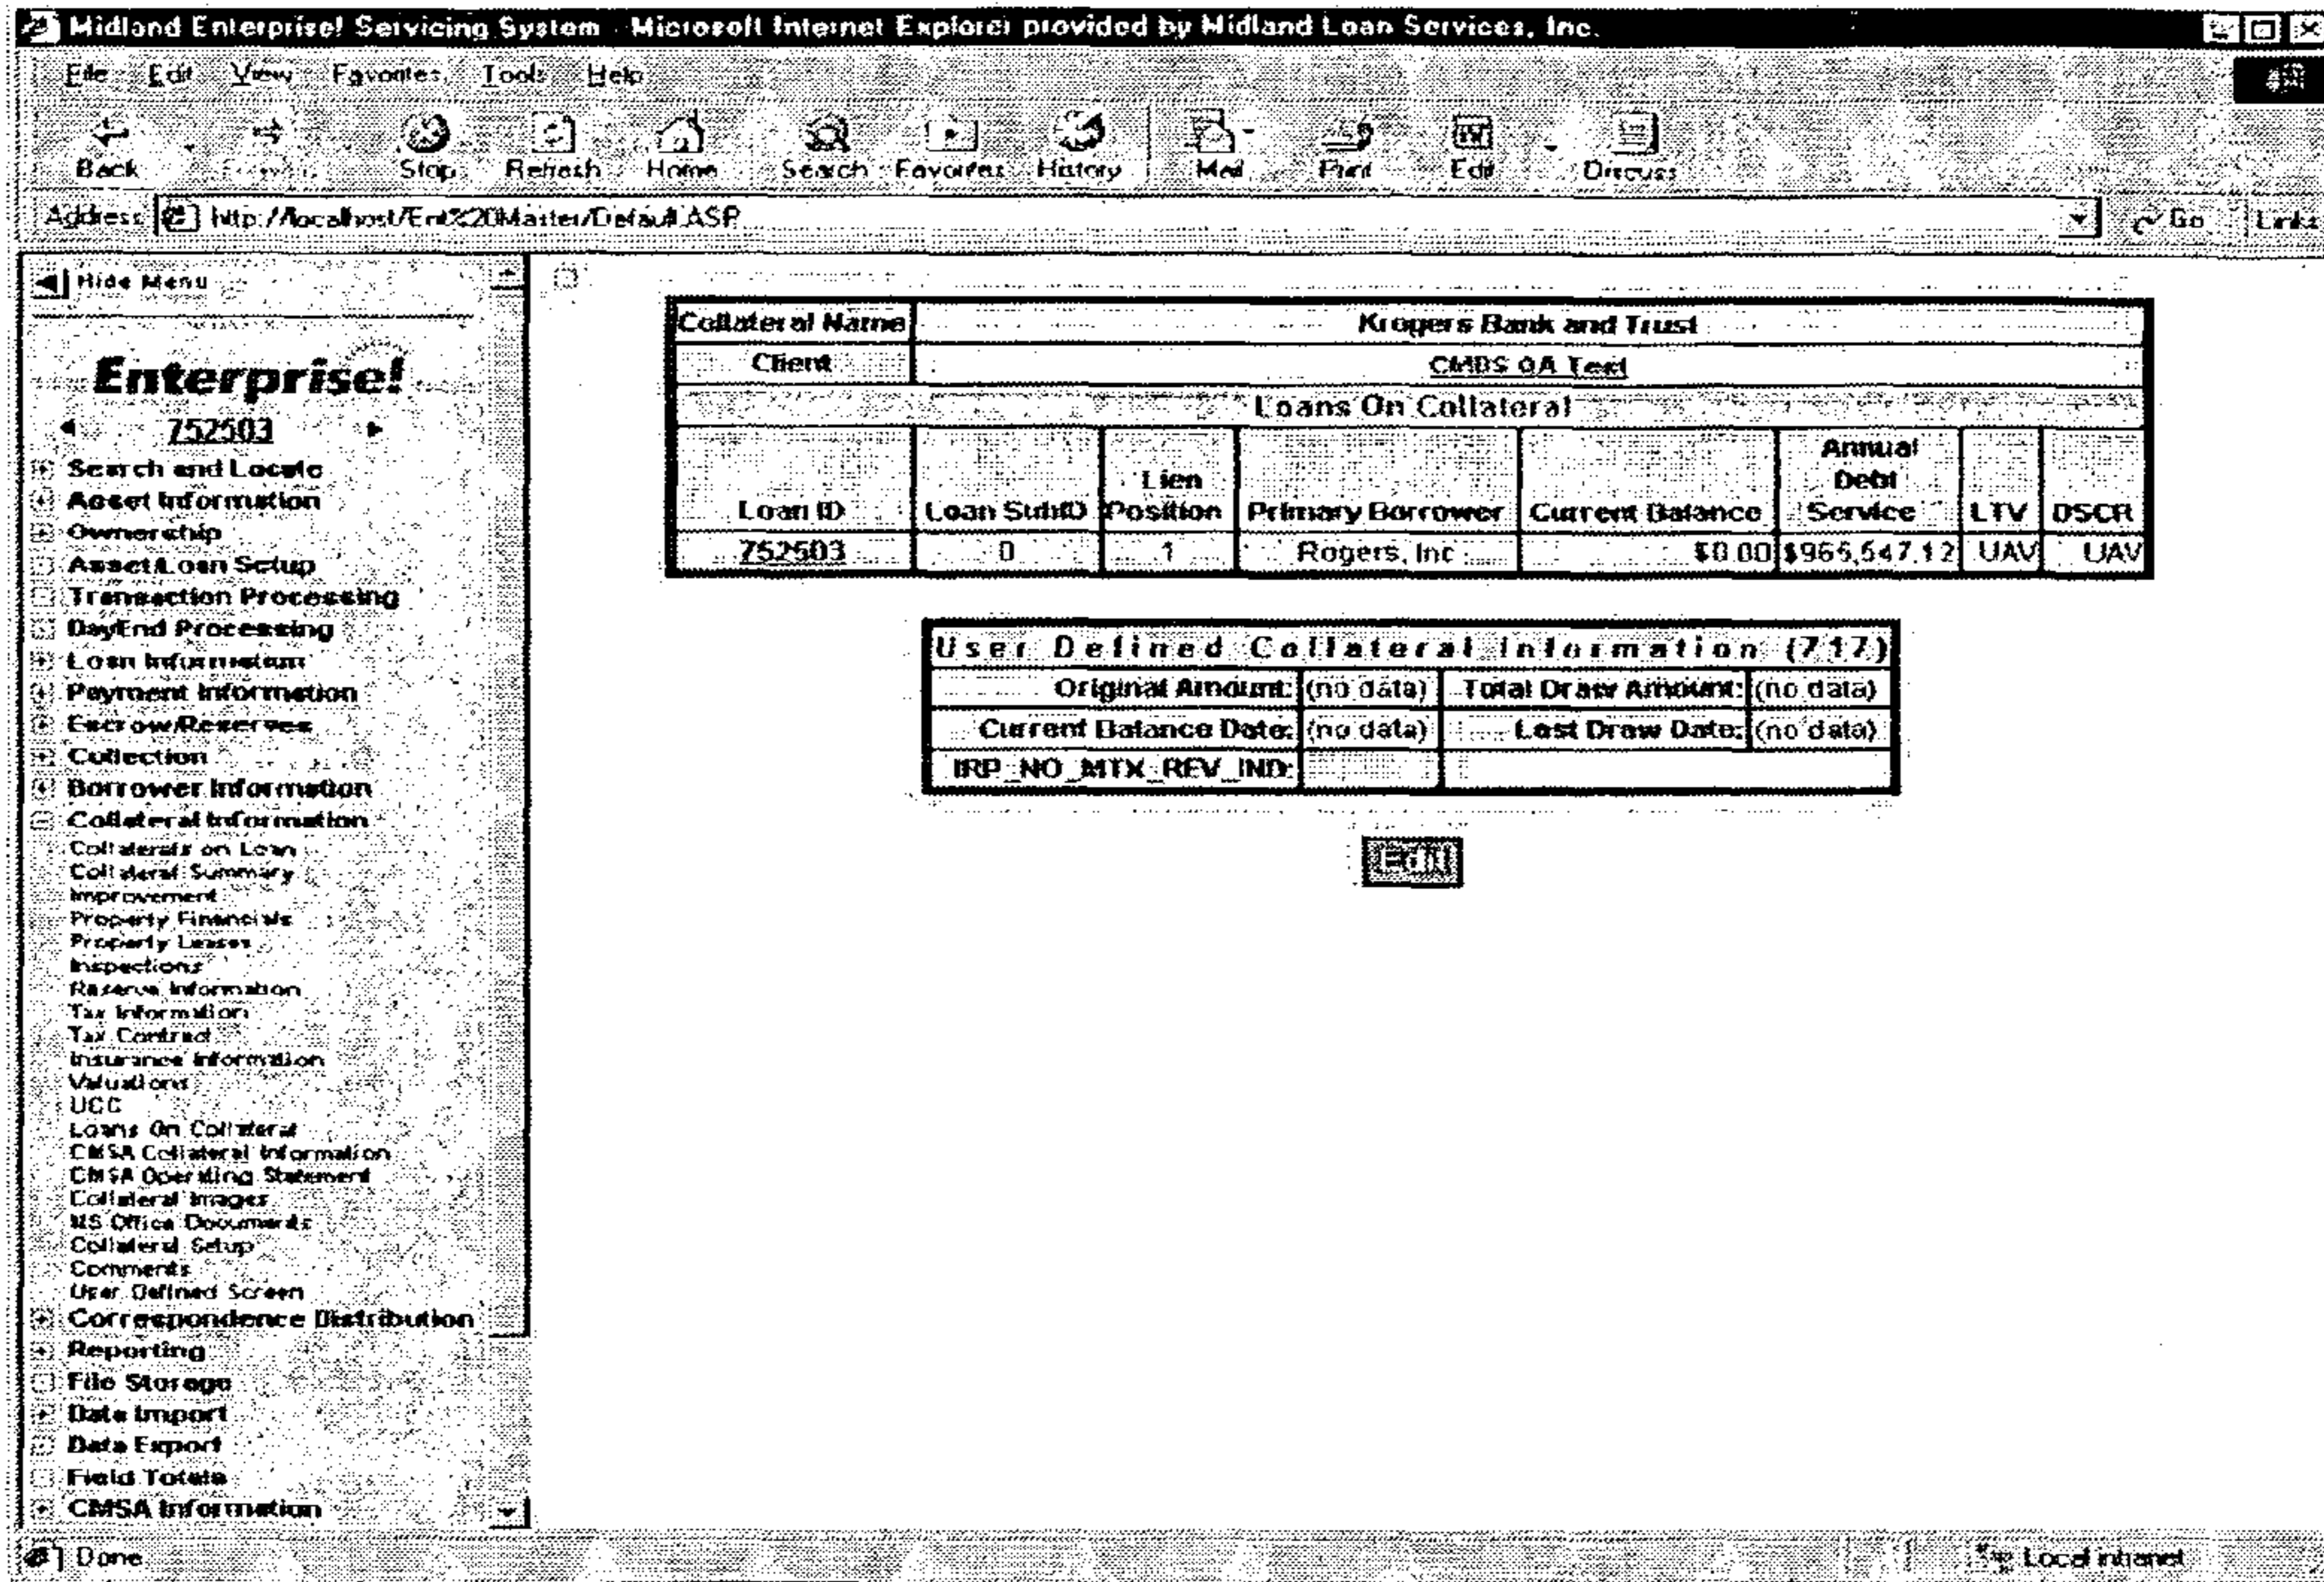 Midland Enterprise! Servicing System - Microsoft Internet Explorer provided by Midland Loan Services, Inc.
File Edit View Favorites Tools Help
Back Stop Refresh Home Search Favorites History Mail Print Edit Discuss
Address http://localhost/Ent%20Master/Default.ASP Go Links
Hide Menu
Enterprise!
752503
Search and Locate
Asset Information
Ownership
Asset/Loan Setup
Transaction Processing
DayEnd Processing
Loan Information
Payment Information
Escrow/Reserves
Collection
Borrower Information
Collateral Information
Collaterals on Loan
Collateral Summary
Improvement
Property Financials
Property Leases
Inspections
Reserve Information
Tax Information
Tax Contract
Insurance Information
Valuations
UCC
Loans On Collateral
CMSA Collateral Information
CMSA Operating Statement
Collateral Images
MS Office Documents
Collateral Setup
Comments
User Defined Screen
Correspondence Distribution
Reporting
File Storage
Data Import
Data Export
Field Totals
CMSA Information
Collateral Name Krogers Bank and Trust
Client CMBS QA Test
Loans On Collateral
Loan ID Loan SubID Lien Position Primary Borrower Current Balance Annual Debt Service LTV DSCR
752503 0 1 Rogers, Inc $0.00 $965,547.12 UAV UAV
User Defined Collateral Information (717)
Original Amount: (no data) Total Draw Amount: (no data)
Current Balance Date: (no data) Last Draw Date: (no data)
IRP_NO_MTX_REV_IND:
Edit
Done Local intranet